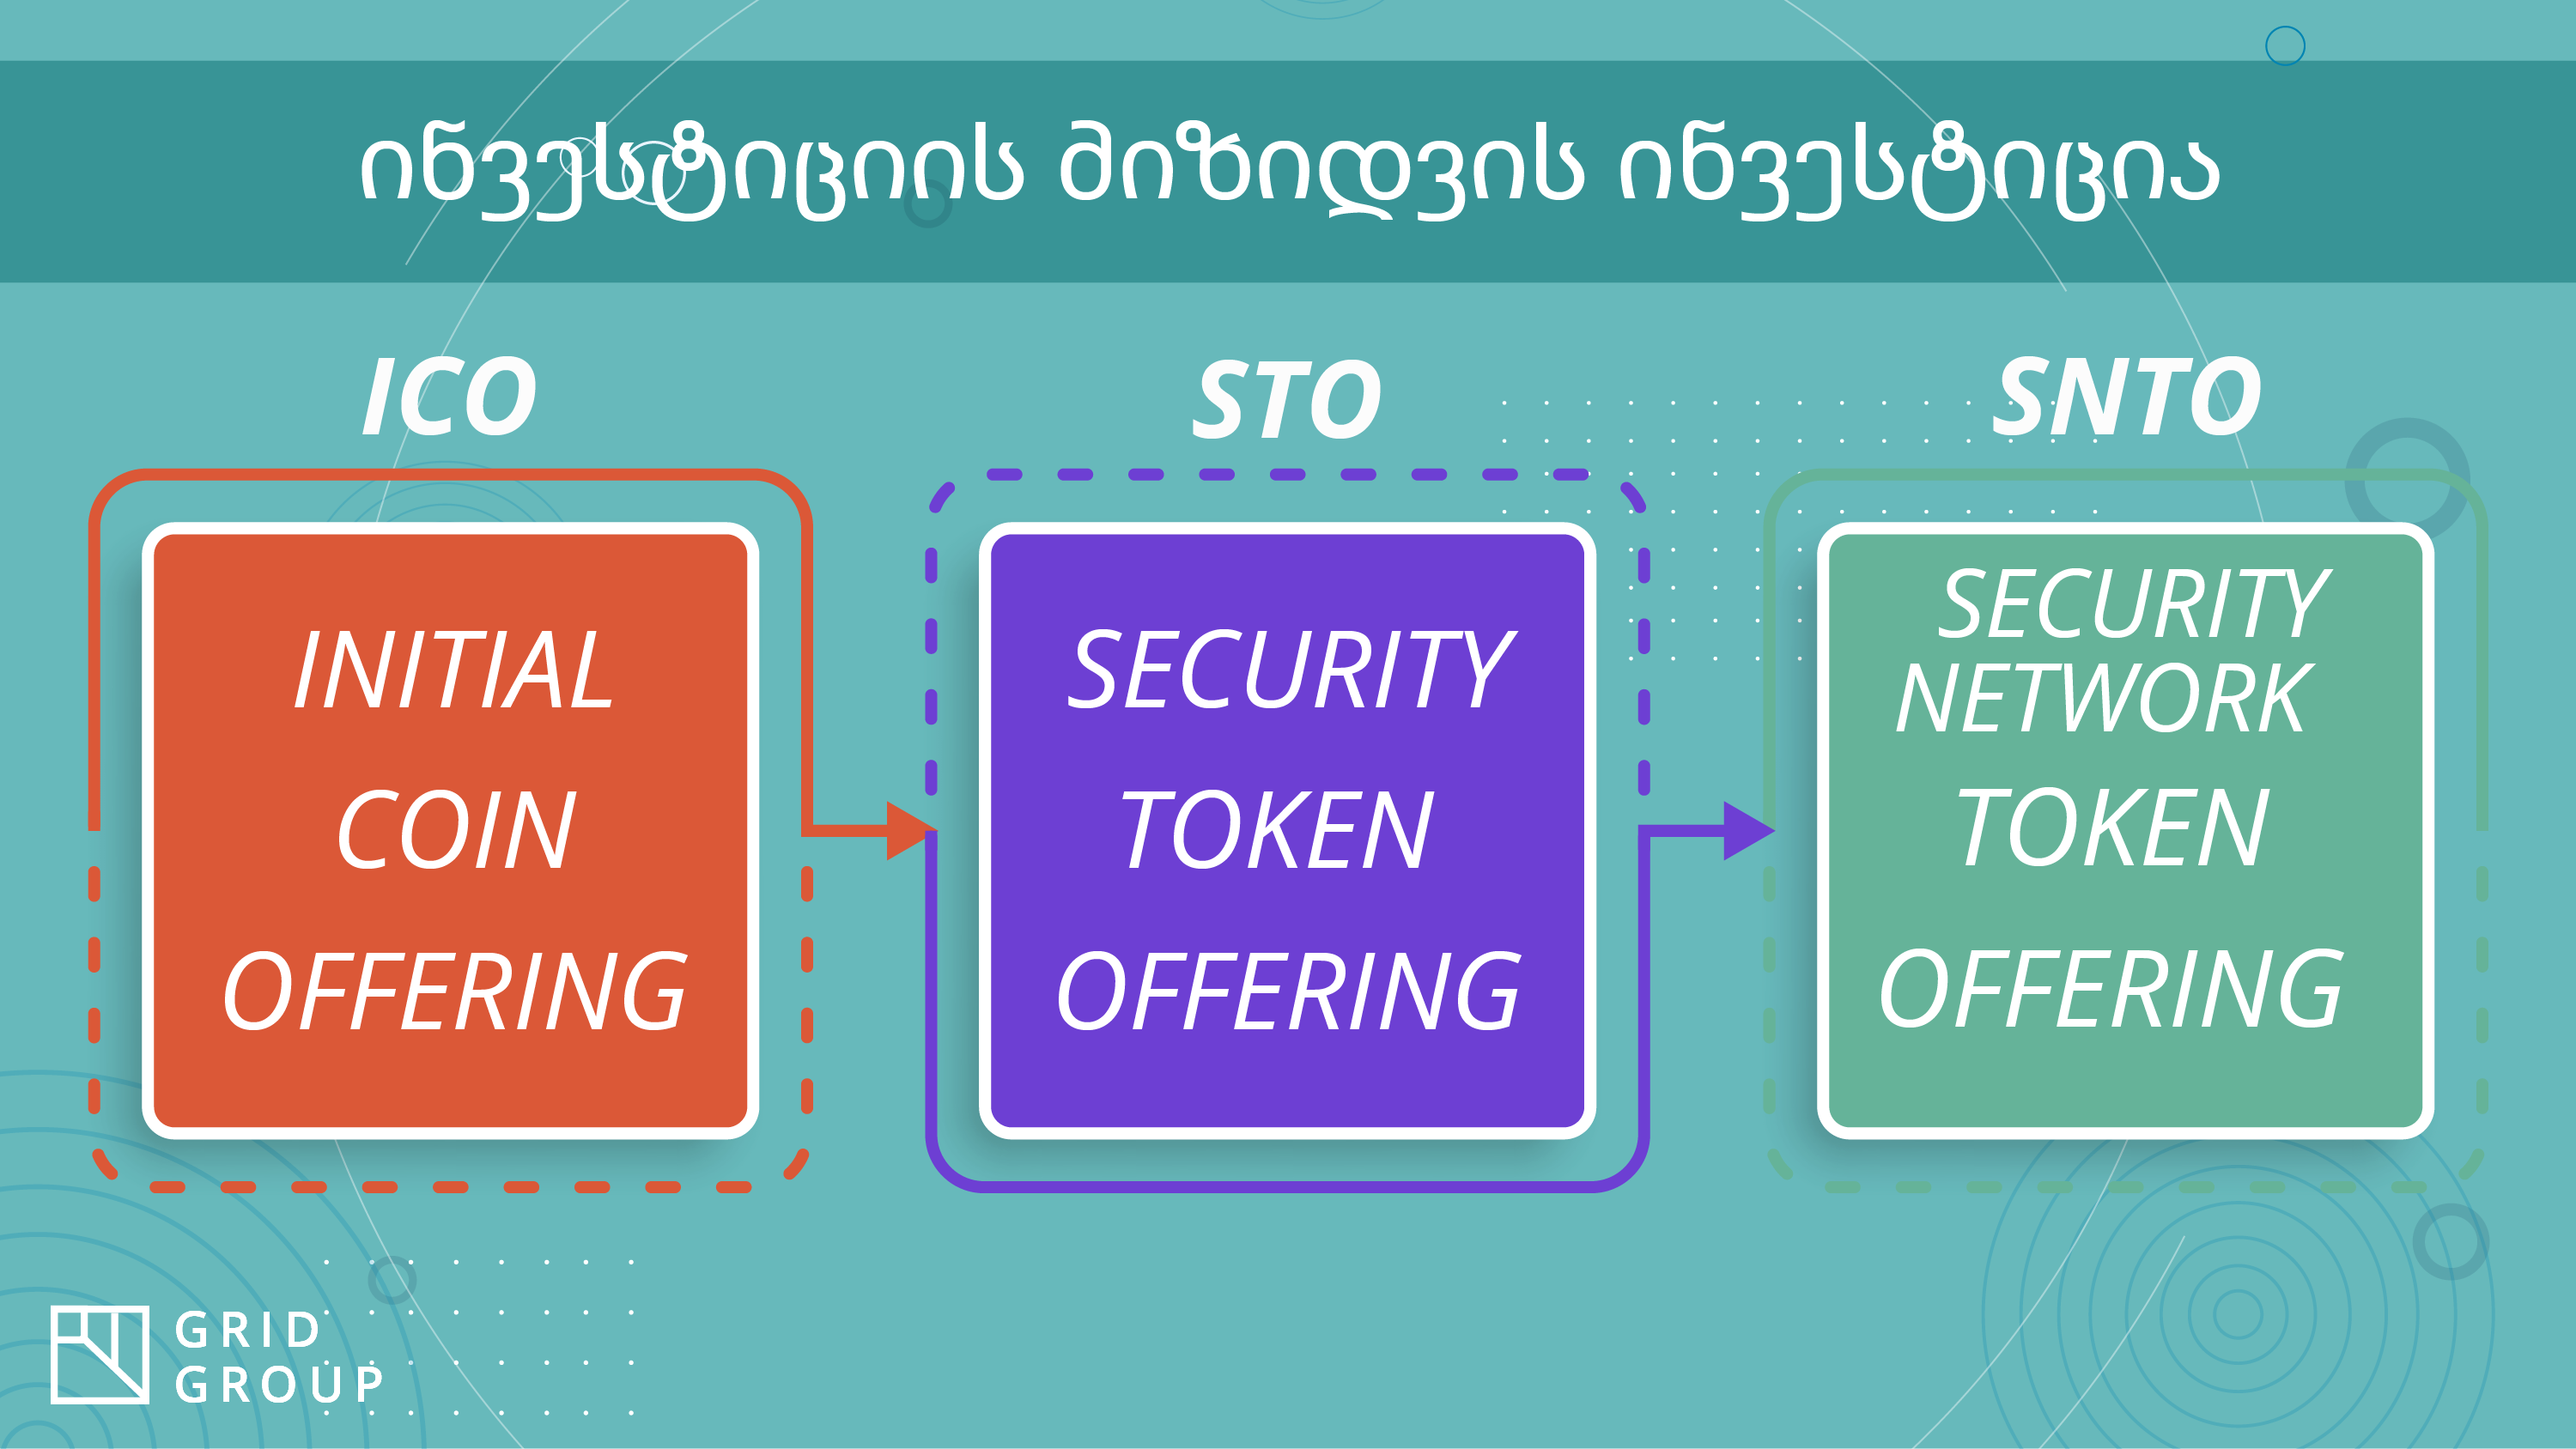 ინვესტიციის მიზიდვის ინვესტიცია
ICO
INITIAL
COIN
OFFERING
STO
SECURITY
TOKEN
OFFERING
SNTO
SECURITY
NETWORK
TOKEN
OFFERING
GRID
GROUP